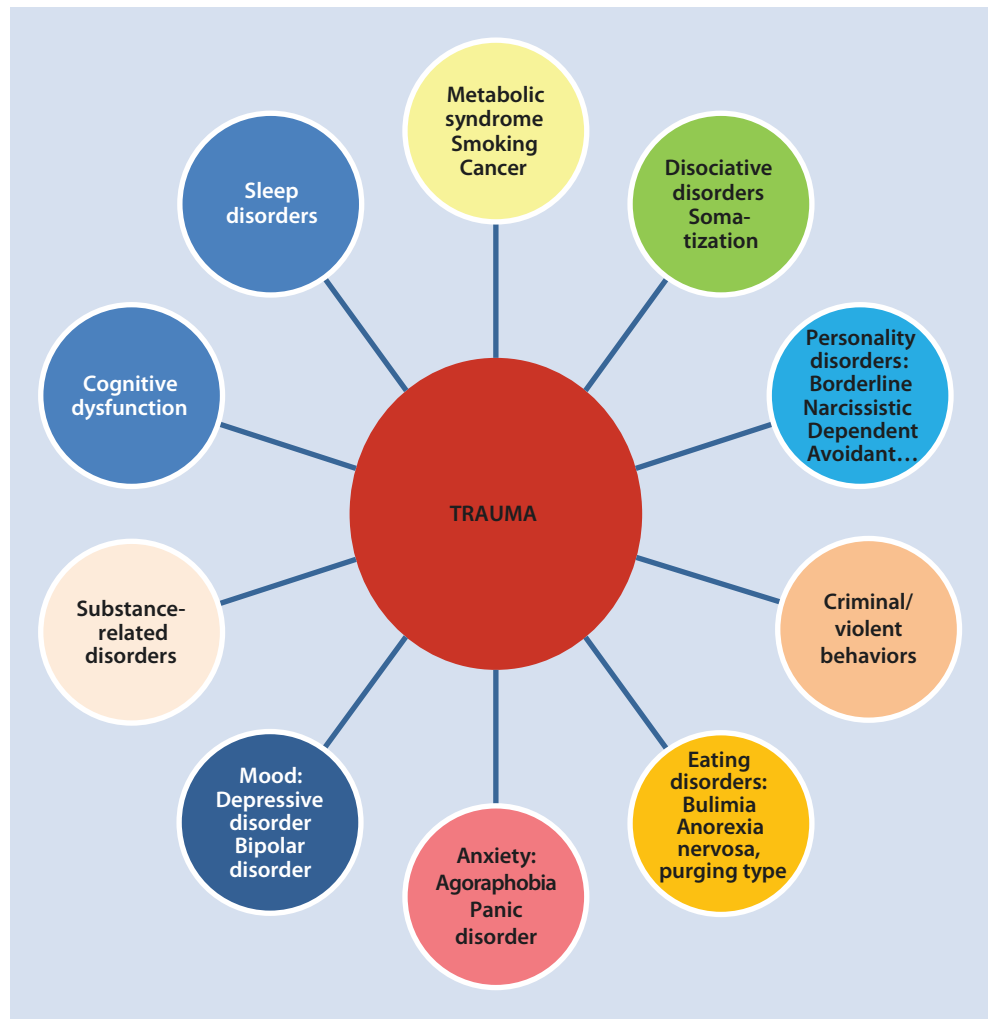 Metabolic
syndrome
Smoking
Cancer
Disociative
disorders
Soma-
tization
Personality
disorders:
Borderline
Narcissistic
Dependent
Avoidant…
Criminal/
violent
behaviors
Eating
disorders:
Bulimia
Anorexia
nervosa,
purging type
Anxiety:
Agoraphobia
Panic
disorder
Mood:
Depressive
disorder
Bipolar
disorder
Substance-
related
disorders
Cognitive
dysfunction
Sleep
disorders
TRAUMA